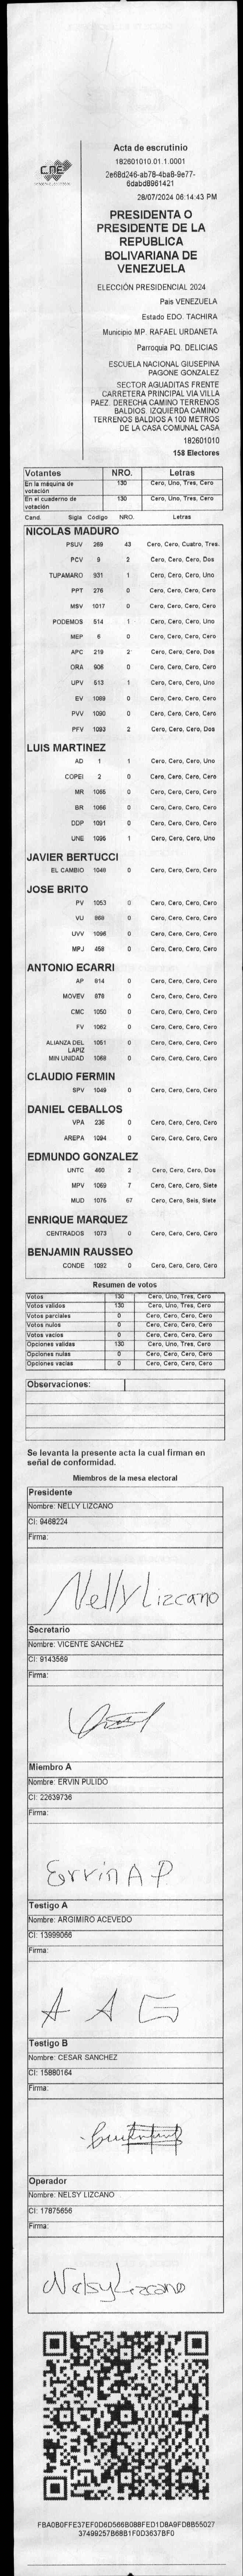 CNE
Acta de escrutinio
182601010.01.1.0001
2e68d246-ab78-4ba8-9e77-
6dabd8961421
28/07/2024 06:14:43 PM
PRESIDENTA O
PRESIDENTE DE LA
REPUBLICA
BOLIVARIANA DE
VENEZUELA
ELECCIÓN PRESIDENCIAL 2024
País VENEZUELA
Estado EDO. TACHIRA
Municipio MP. RAFAEL URDANETA
Parroquia PQ. DELICIAS
ESCUELA NACIONAL GIUSEPINA
PAGONE GONZALEZ
SECTOR AGUADITAS FRENTE
CARRETERA PRINCIPAL VIA VILLA
PAEZ. DERECHA CAMINO TERRENOS
BALDIOS. IZQUIERDA CAMINO
TERRENOS BALDIOS A 100 METROS
DE LA CASA COMUNAL CASA
182601010
158 Electores
Votantes NRO. Letras
En la máquina de votación 130 Cero, Uno, Tres, Cero
En el cuaderno de votación 130 Cero, Uno, Tres, Cero
Cand. Sigla Código NRO. Letras
NICOLAS MADURO
PSUV 269 43 Cero, Cero, Cuatro, Tres.
PCV 9 2 Cero, Cero, Cero, Dos
TUPAMARO 931 1 Cero, Cero, Cero, Uno
PPT 276 0 Cero, Cero, Cero, Cero
MSV 1017 0 Cero, Cero, Cero, Cero
PODEMOS 514 1 Cero, Cero, Cero, Uno
MEP 6 0 Cero, Cero, Cero, Cero
APC 219 2 Cero, Cero, Cero, Dos
ORA 906 0 Cero, Cero, Cero, Cero
UPV 513 1 Cero, Cero, Cero, Uno
EV 1089 0 Cero, Cero, Cero, Cero
PVV 1090 0 Cero, Cero, Cero, Cero
PFV 1093 2 Cero, Cero, Cero, Dos
LUIS MARTINEZ
AD 1 1 Cero, Cero, Cero, Uno
COPEI 2 0 Cero, Cero, Cero, Cero
MR 1065 0 Cero, Cero, Cero, Cero
BR 1066 0 Cero, Cero, Cero, Cero
DDP 1091 0 Cero, Cero, Cero, Cero
UNE 1095 1 Cero, Cero, Cero, Uno
JAVIER BERTUCCI
EL CAMBIO 1048 0 Cero, Cero, Cero, Cero
JOSE BRITO
PV 1053 0 Cero, Cero, Cero, Cero
VU 969 0 Cero, Cero, Cero, Cero
UVV 1096 0 Cero, Cero, Cero, Cero
MPJ 458 0 Cero, Cero, Cero, Cero
ANTONIO ECARRI
AP 814 0 Cero, Cero, Cero, Cero
MOVEV 878 0 Cero, Cero, Cero, Cero
CMC 1050 0 Cero, Cero, Cero, Cero
FV 1062 0 Cero, Cero, Cero, Cero
ALIANZA DEL LAPIZ 1051 0 Cero, Cero, Cero, Cero
MIN UNIDAD 1068 0 Cero, Cero, Cero, Cero
CLAUDIO FERMIN
SPV 1049 0 Cero, Cero, Cero, Cero
DANIEL CEBALLOS
VPA 236 0 Cero, Cero, Cero, Cero
AREPA 1094 0 Cero, Cero, Cero, Cero
EDMUNDO GONZALEZ
UNTC 460 2 Cero, Cero, Cero, Dos
MPV 1069 7 Cero, Cero, Cero, Siete
MUD 1075 67 Cero, Cero, Seis, Siete
ENRIQUE MARQUEZ
CENTRADOS 1073 0 Cero, Cero, Cero, Cero
BENJAMIN RAUSSEO
CONDE 1092 0 Cero, Cero, Cero, Cero
Resumen de votos
Votos 130 Cero, Uno, Tres, Cero
Votos validos 130 Cero, Uno, Tres, Cero
Votos parciales 0 Cero, Cero, Cero, Cero
Votos nulos 0 Cero, Cero, Cero, Cero
Votos vacíos 0 Cero, Cero, Cero, Cero
Opciones validas 130 Cero, Uno, Tres, Cero
Opciones nulas 0 Cero, Cero, Cero, Cero
Opciones vacias 0 Cero, Cero, Cero, Cero
Observaciones:
Se levanta la presente acta la cual firman en
señal de conformidad.
Miembros de la mesa electoral
Presidente
Nombre: NELLY LIZCANO
CI: 9468224
Firma:
Nelly Lizcano
Secretario
Nombre: VICENTE SANCHEZ
CI: 9143569
Firma:
Miembro A
Nombre: ERVIN PULIDO
CI: 22639736
Firma:
Ervin A P
Testigo A
Nombre: ARGIMIRO ACEVEDO
CI: 13999066
Firma:
A A G
Testigo B
Nombre: CESAR SANCHEZ
CI: 15880164
Firma:
Operador
Nombre: NELSY LIZCANO
CI: 17875656
Firma:
Nelsy Lizcano
FBA0B0FFE37EF0D6D566B088FED1D8A9FD8B55027
37499257B68B1F0D3637BF0